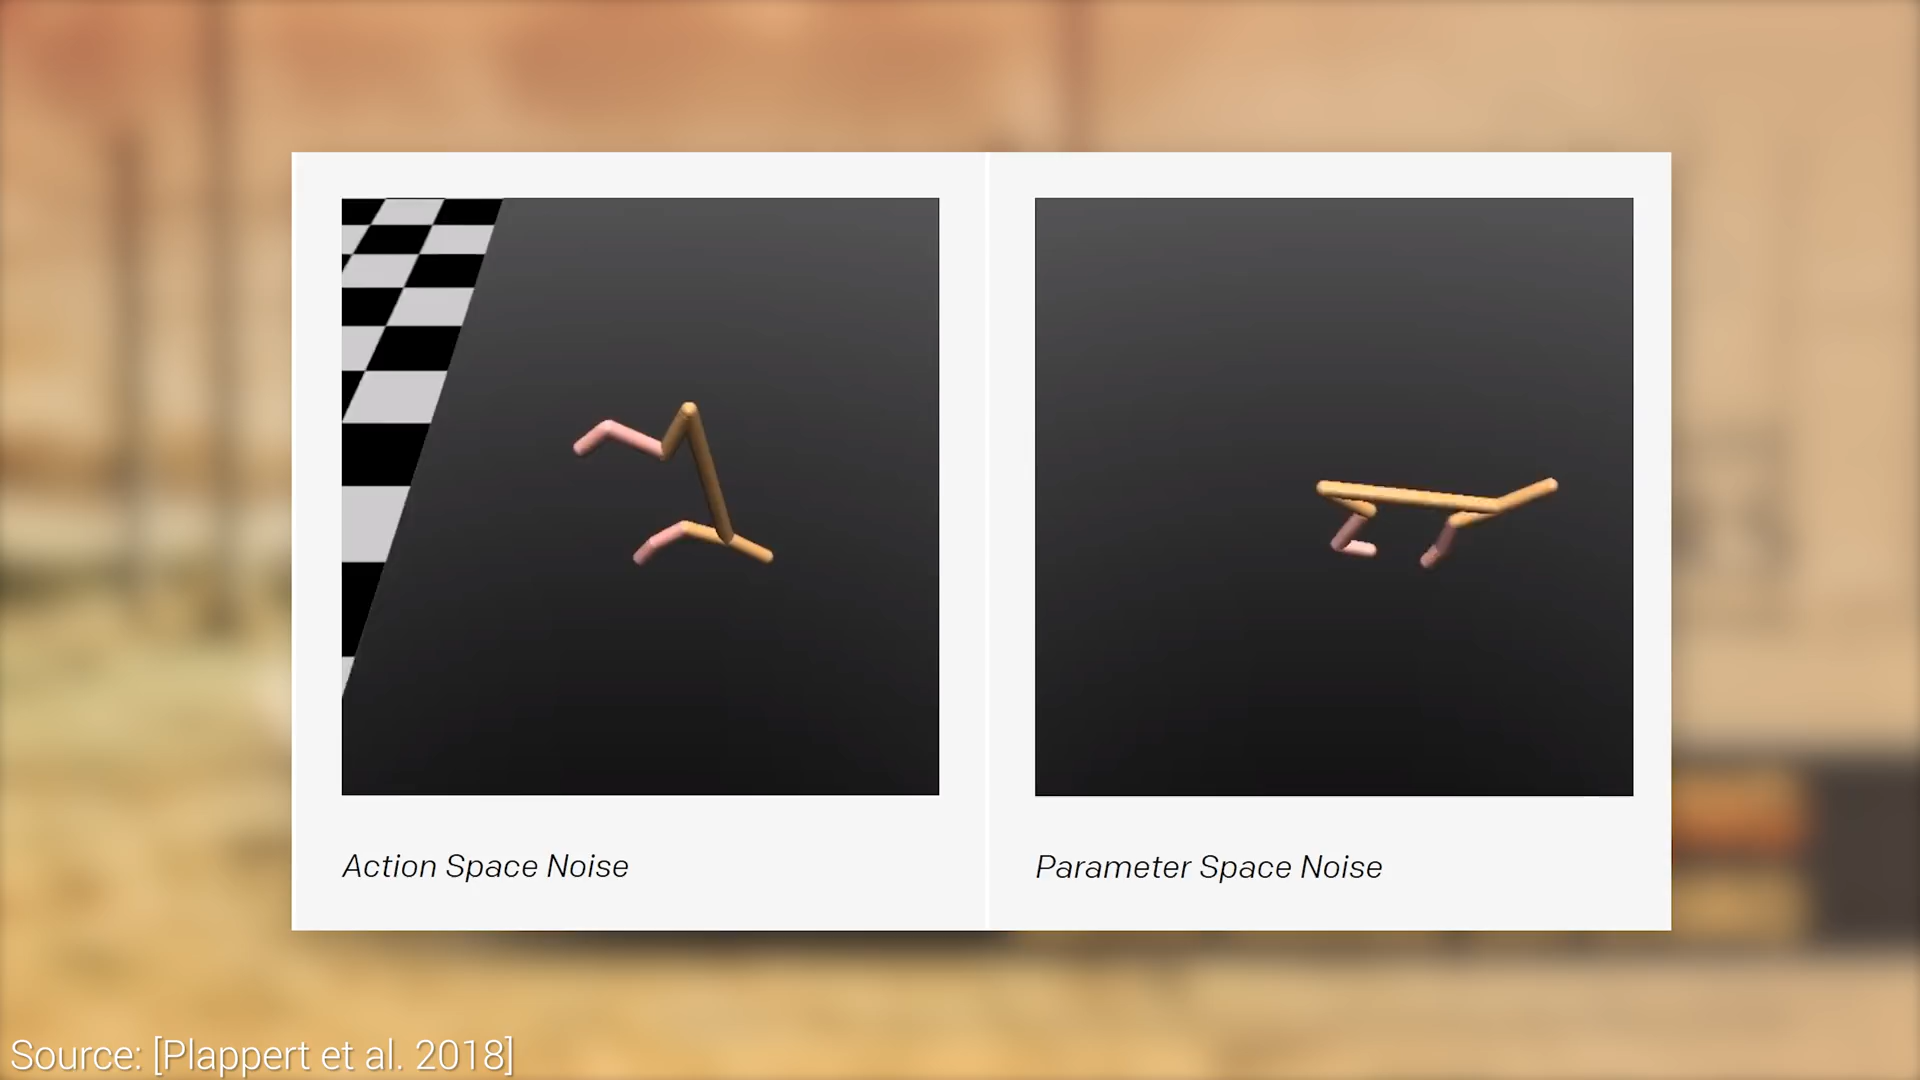 Action Space Noise
Parameter Space Noise
Source: [Plappert et al. 2018]